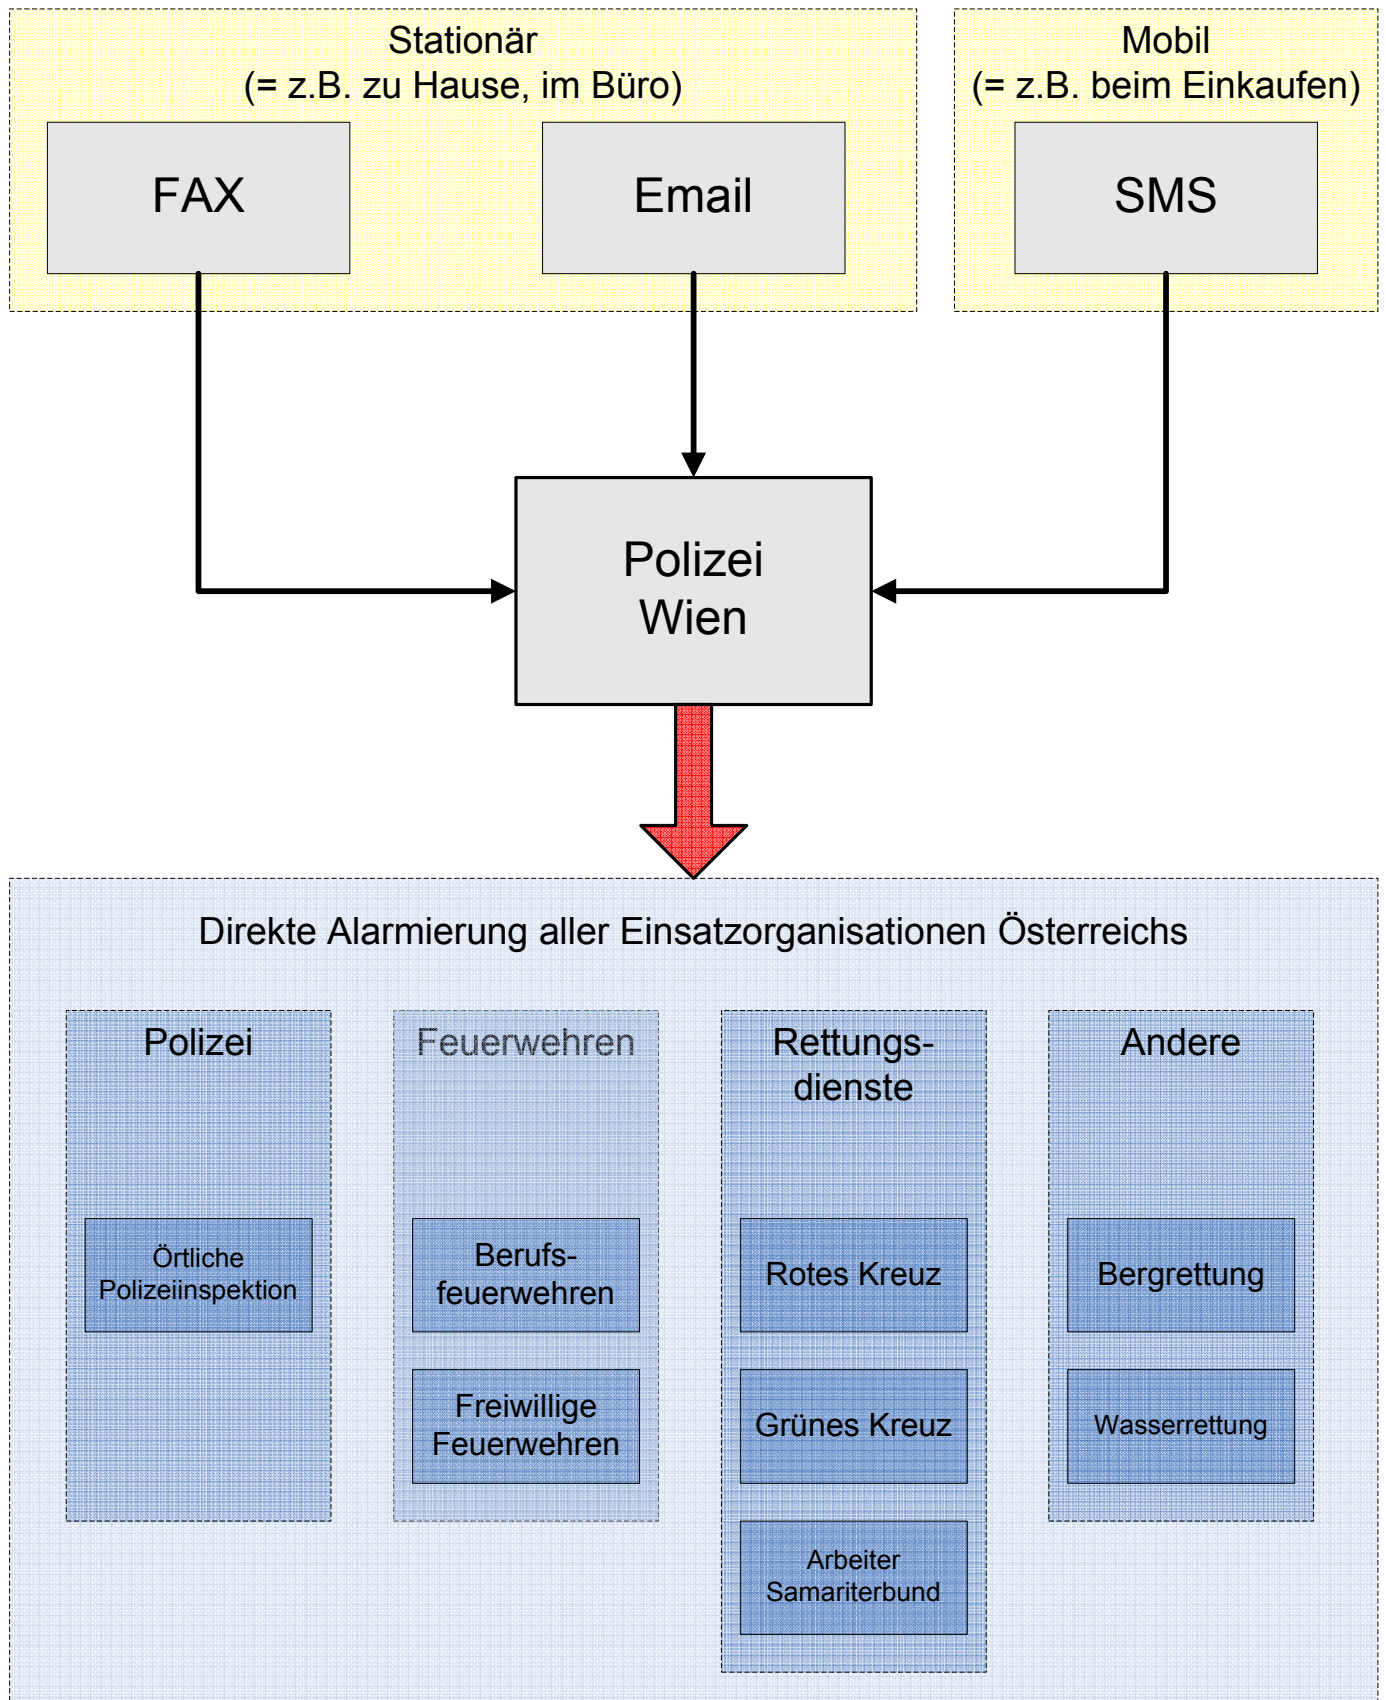 Stationär
(= z.B. zu Hause, im Büro)
Mobil
(= z.B. beim Einkaufen)
FAX
Email
SMS
Polizei
Wien
Direkte Alarmierung aller Einsatzorganisationen Österreichs
Polizei
Feuerwehren
Rettungs-
dienste
Andere
Örtliche
Polizeiinspektion
Berufs-
feuerwehren
Rotes Kreuz
Bergrettung
Freiwillige
Feuerwehren
Grünes Kreuz
Wasserrettung
Arbeiter
Samariterbund